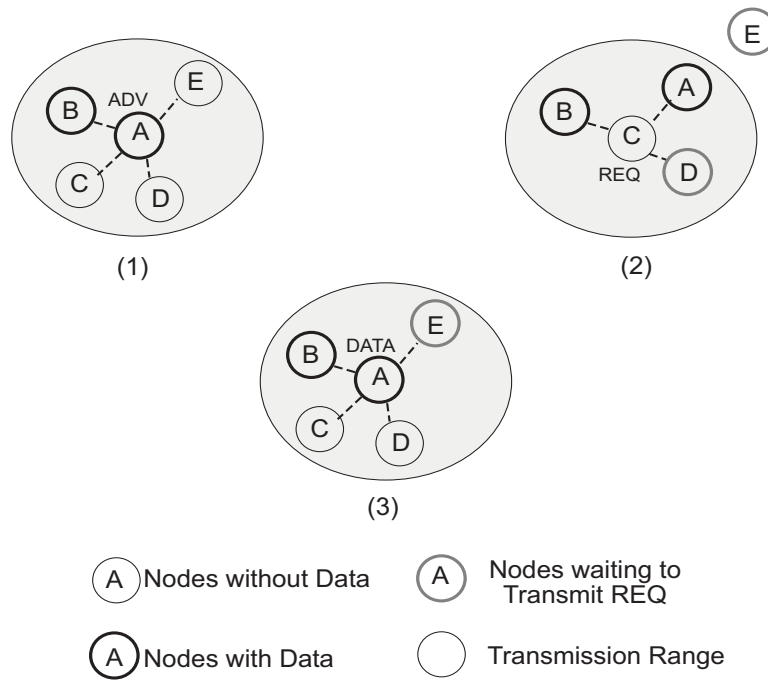 E
B
ADV
A
C
D
(1)
E
A
B
C
REQ
D
(2)
E
DATA
B
A
C
D
(3)
A Nodes without Data
A Nodes waiting to
Transmit REQ
A Nodes with Data
Transmission Range